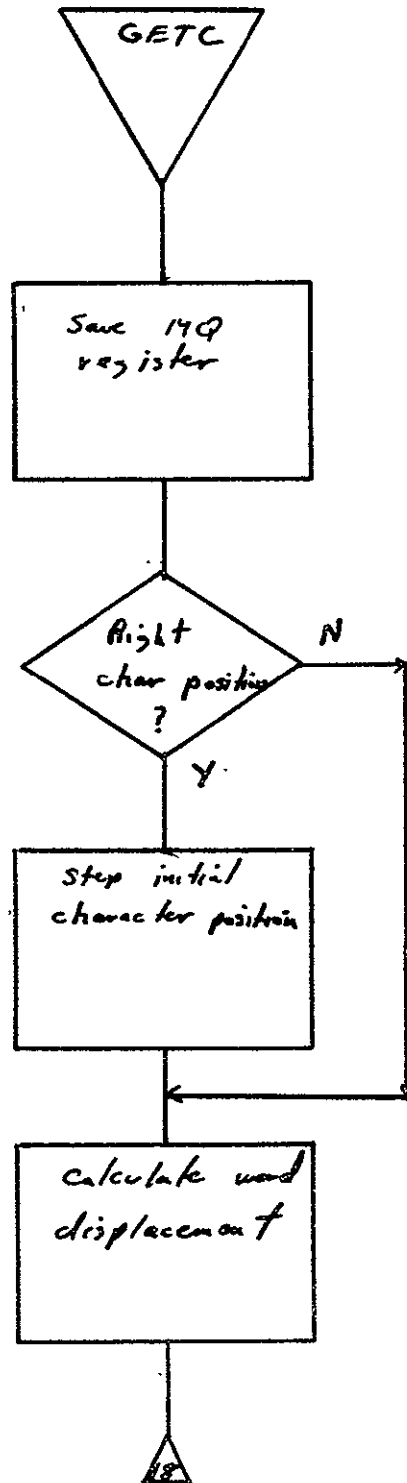 GETC
Save 14Q
register
Right
char position
?
N
Y
Step initial
character position
Calculate word
displacement
18